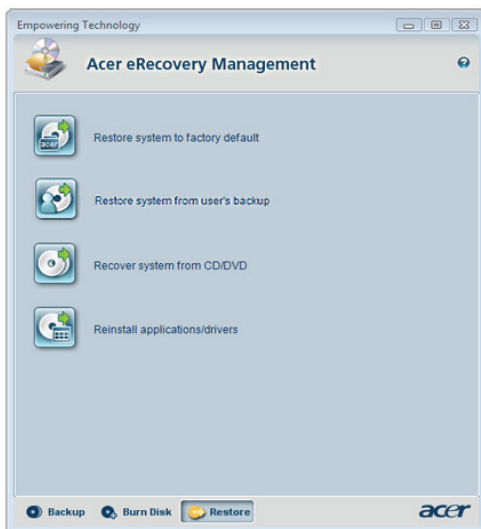 Empowering Technology
Acer eRecovery Management
acer
Restore system to factory default
Restore system from user's backup
Recover system from CD/DVD
Reinstall applications/drivers
Backup Burn Disk Restore acer